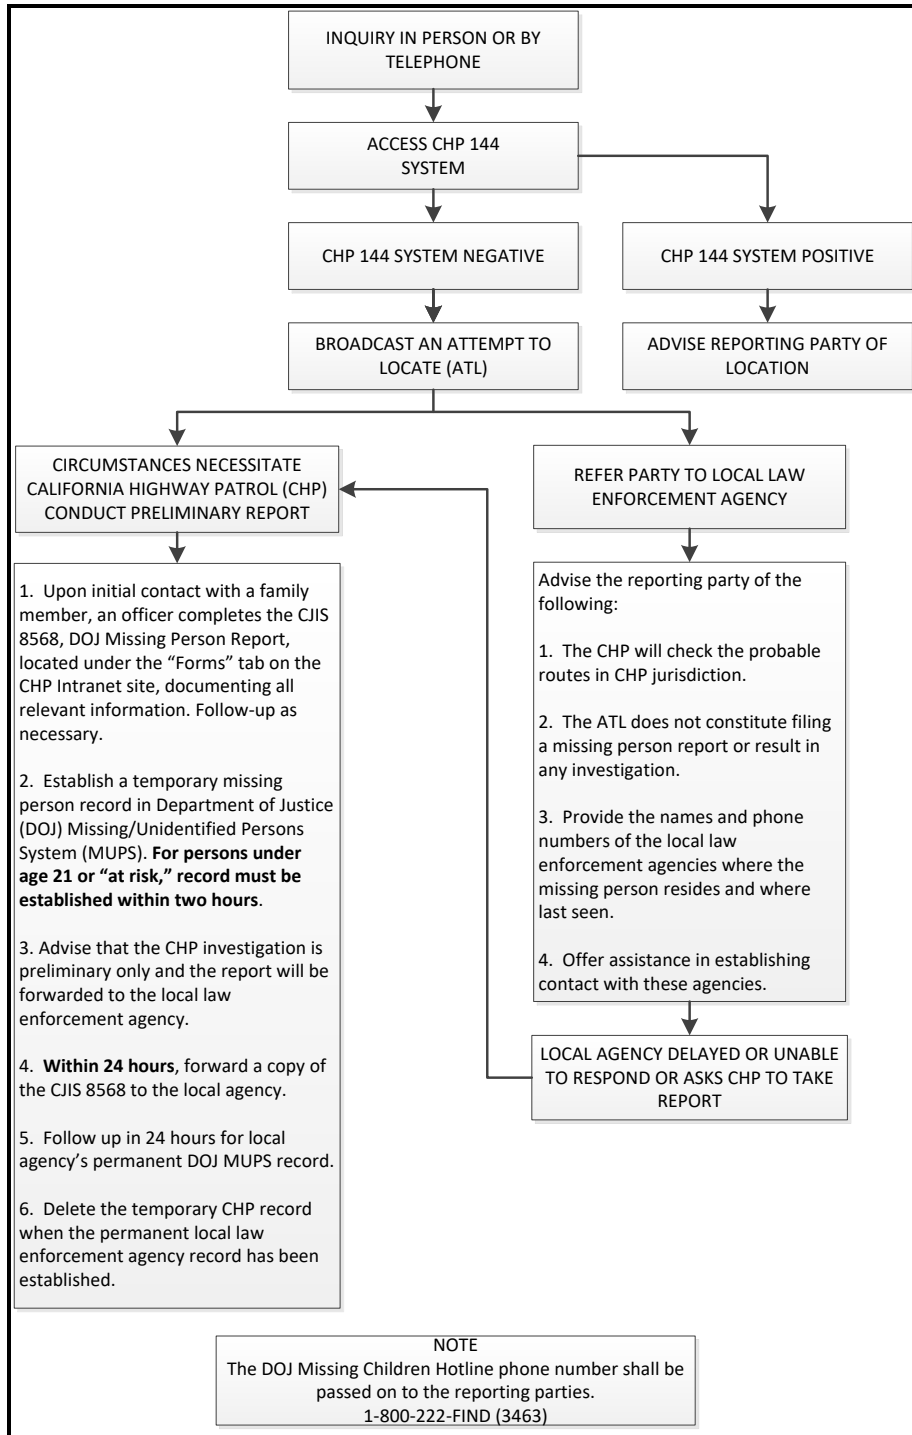 INQUIRY IN PERSON OR BY
TELEPHONE
ACCESS CHP 144
SYSTEM
CHP 144 SYSTEM NEGATIVE
CHP 144 SYSTEM POSITIVE
BROADCAST AN ATTEMPT TO
LOCATE (ATL)
ADVISE REPORTING PARTY OF
LOCATION
CIRCUMSTANCES NECESSITATE
CALIFORNIA HIGHWAY PATROL (CHP)
CONDUCT PRELIMINARY REPORT
REFER PARTY TO LOCAL LAW
ENFORCEMENT AGENCY
1. Upon initial contact with a family
member, an officer completes the CJIS
8568, DOJ Missing Person Report,
located under the “Forms” tab on the
CHP Intranet site, documenting all
relevant information. Follow-up as
necessary.
2. Establish a temporary missing
person record in Department of Justice
(DOJ) Missing/Unidentified Persons
System (MUPS). For persons under
age 21 or “at risk,” record must be
established within two hours.
3. Advise that the CHP investigation is
preliminary only and the report will be
forwarded to the local law
enforcement agency.
4. Within 24 hours, forward a copy of
the CJIS 8568 to the local agency.
5. Follow up in 24 hours for local
agency’s permanent DOJ MUPS record.
6. Delete the temporary CHP record
when the permanent local law
enforcement agency record has been
established.
Advise the reporting party of the
following:
1. The CHP will check the probable
routes in CHP jurisdiction.
2. The ATL does not constitute filing
a missing person report or result in
any investigation.
3. Provide the names and phone
numbers of the local law
enforcement agencies where the
missing person resides and where
last seen.
4. Offer assistance in establishing
contact with these agencies.
LOCAL AGENCY DELAYED OR UNABLE
TO RESPOND OR ASKS CHP TO TAKE
REPORT
NOTE
The DOJ Missing Children Hotline phone number shall be
passed on to the reporting parties.
1-800-222-FIND (3463)